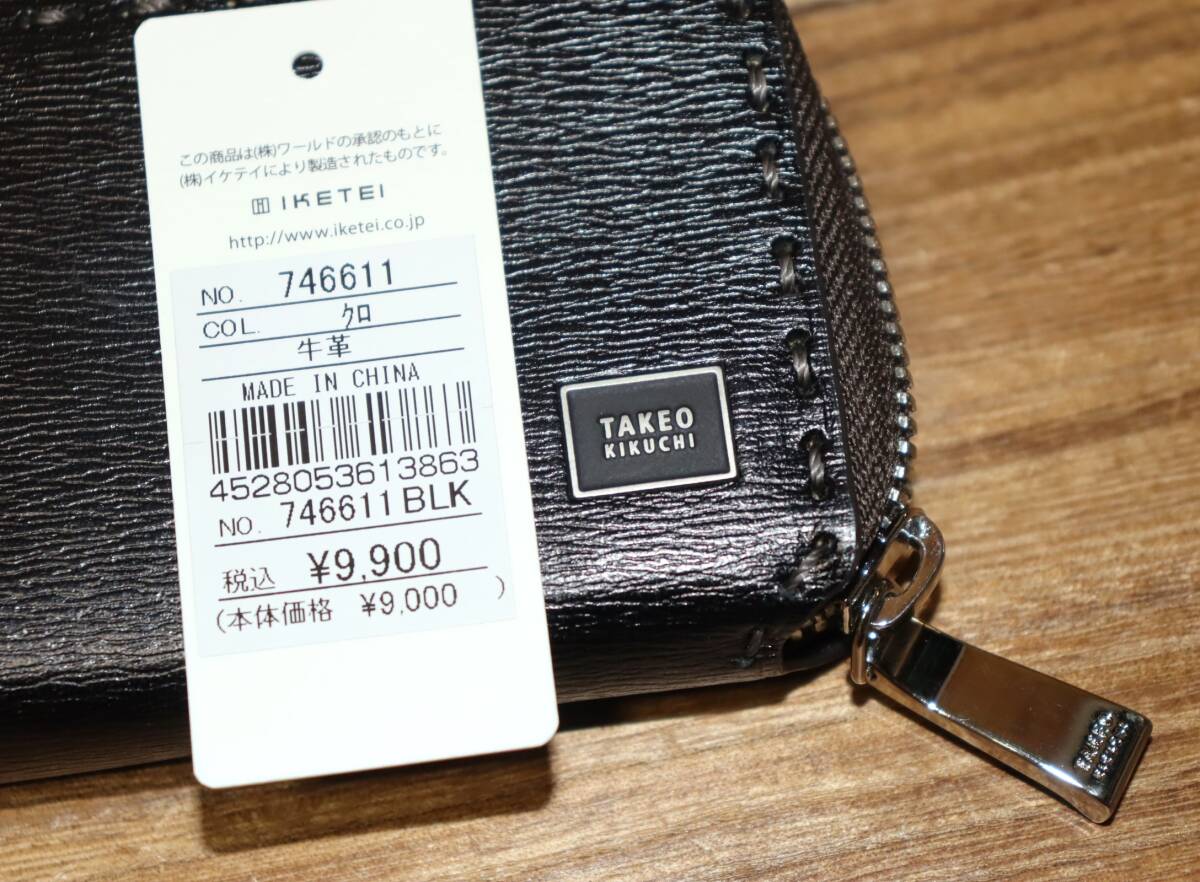 この商品は(株)ワールドの承認のもとに
(株)イケテイにより製造されたものです。
IKETEI
http://www.iketei.co.jp
NO. 746611
COL. クロ
牛革
MADE IN CHINA
4528053613863
NO. 746611BLK
税込 ¥9,900
(本体価格 ¥9,000 )
TAKEO
KIKUCHI
TAKEO
KIKUCHI